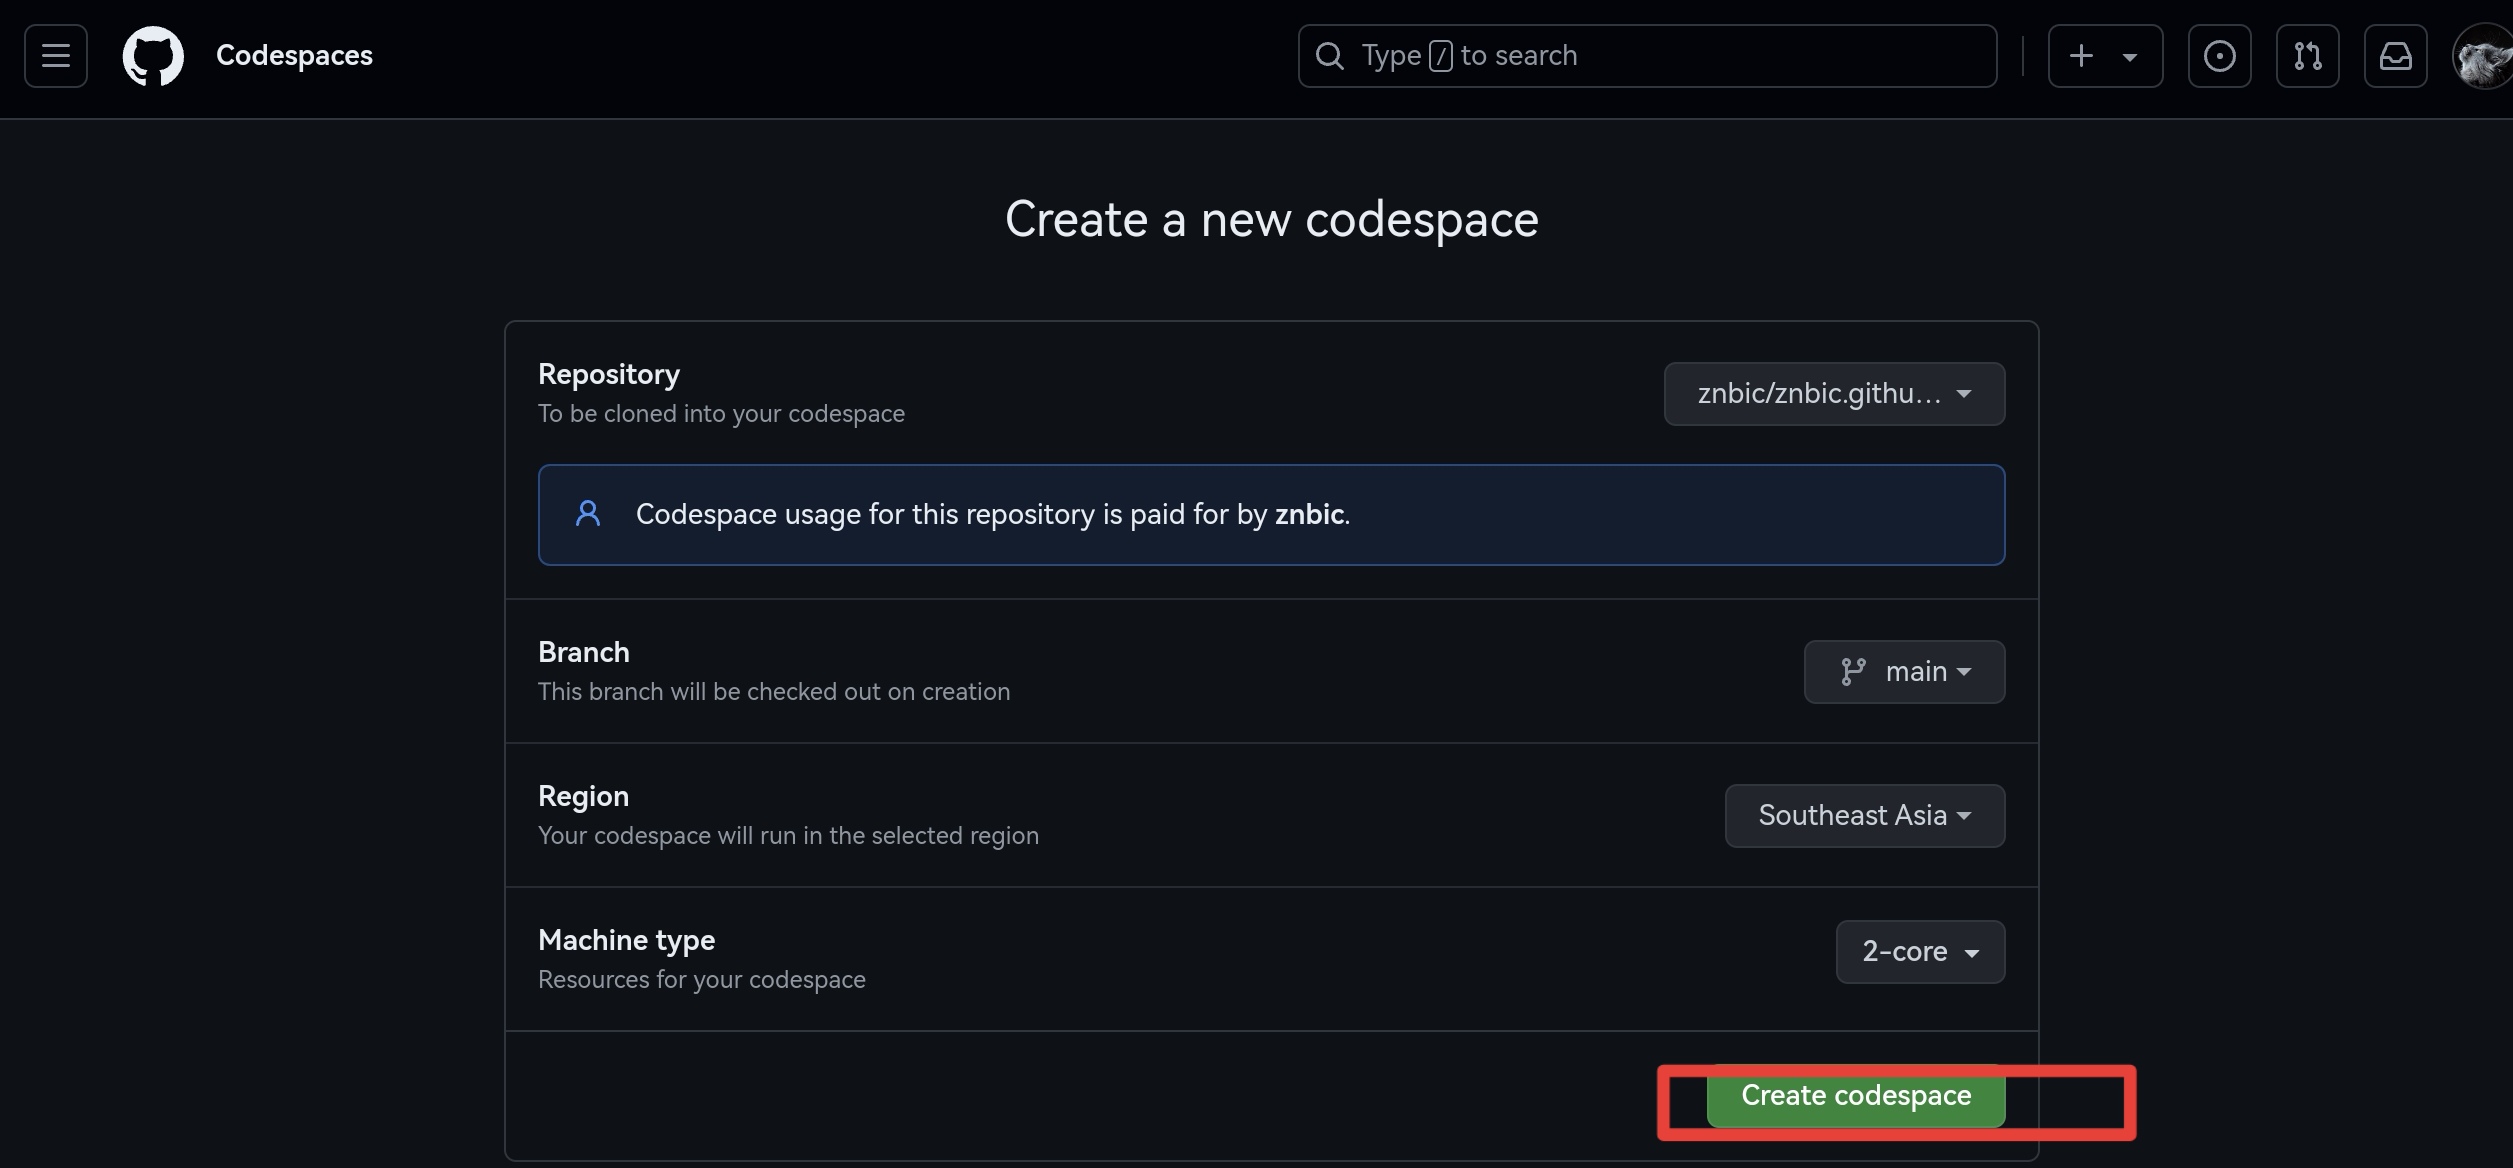 Codespaces
Type / to search
Create a new codespace
Repository
To be cloned into your codespace
znbic/znbic.githu...
Codespace usage for this repository is paid for by znbic.
Branch
This branch will be checked out on creation
main
Region
Your codespace will run in the selected region
Southeast Asia
Machine type
Resources for your codespace
2-core
Create codespace